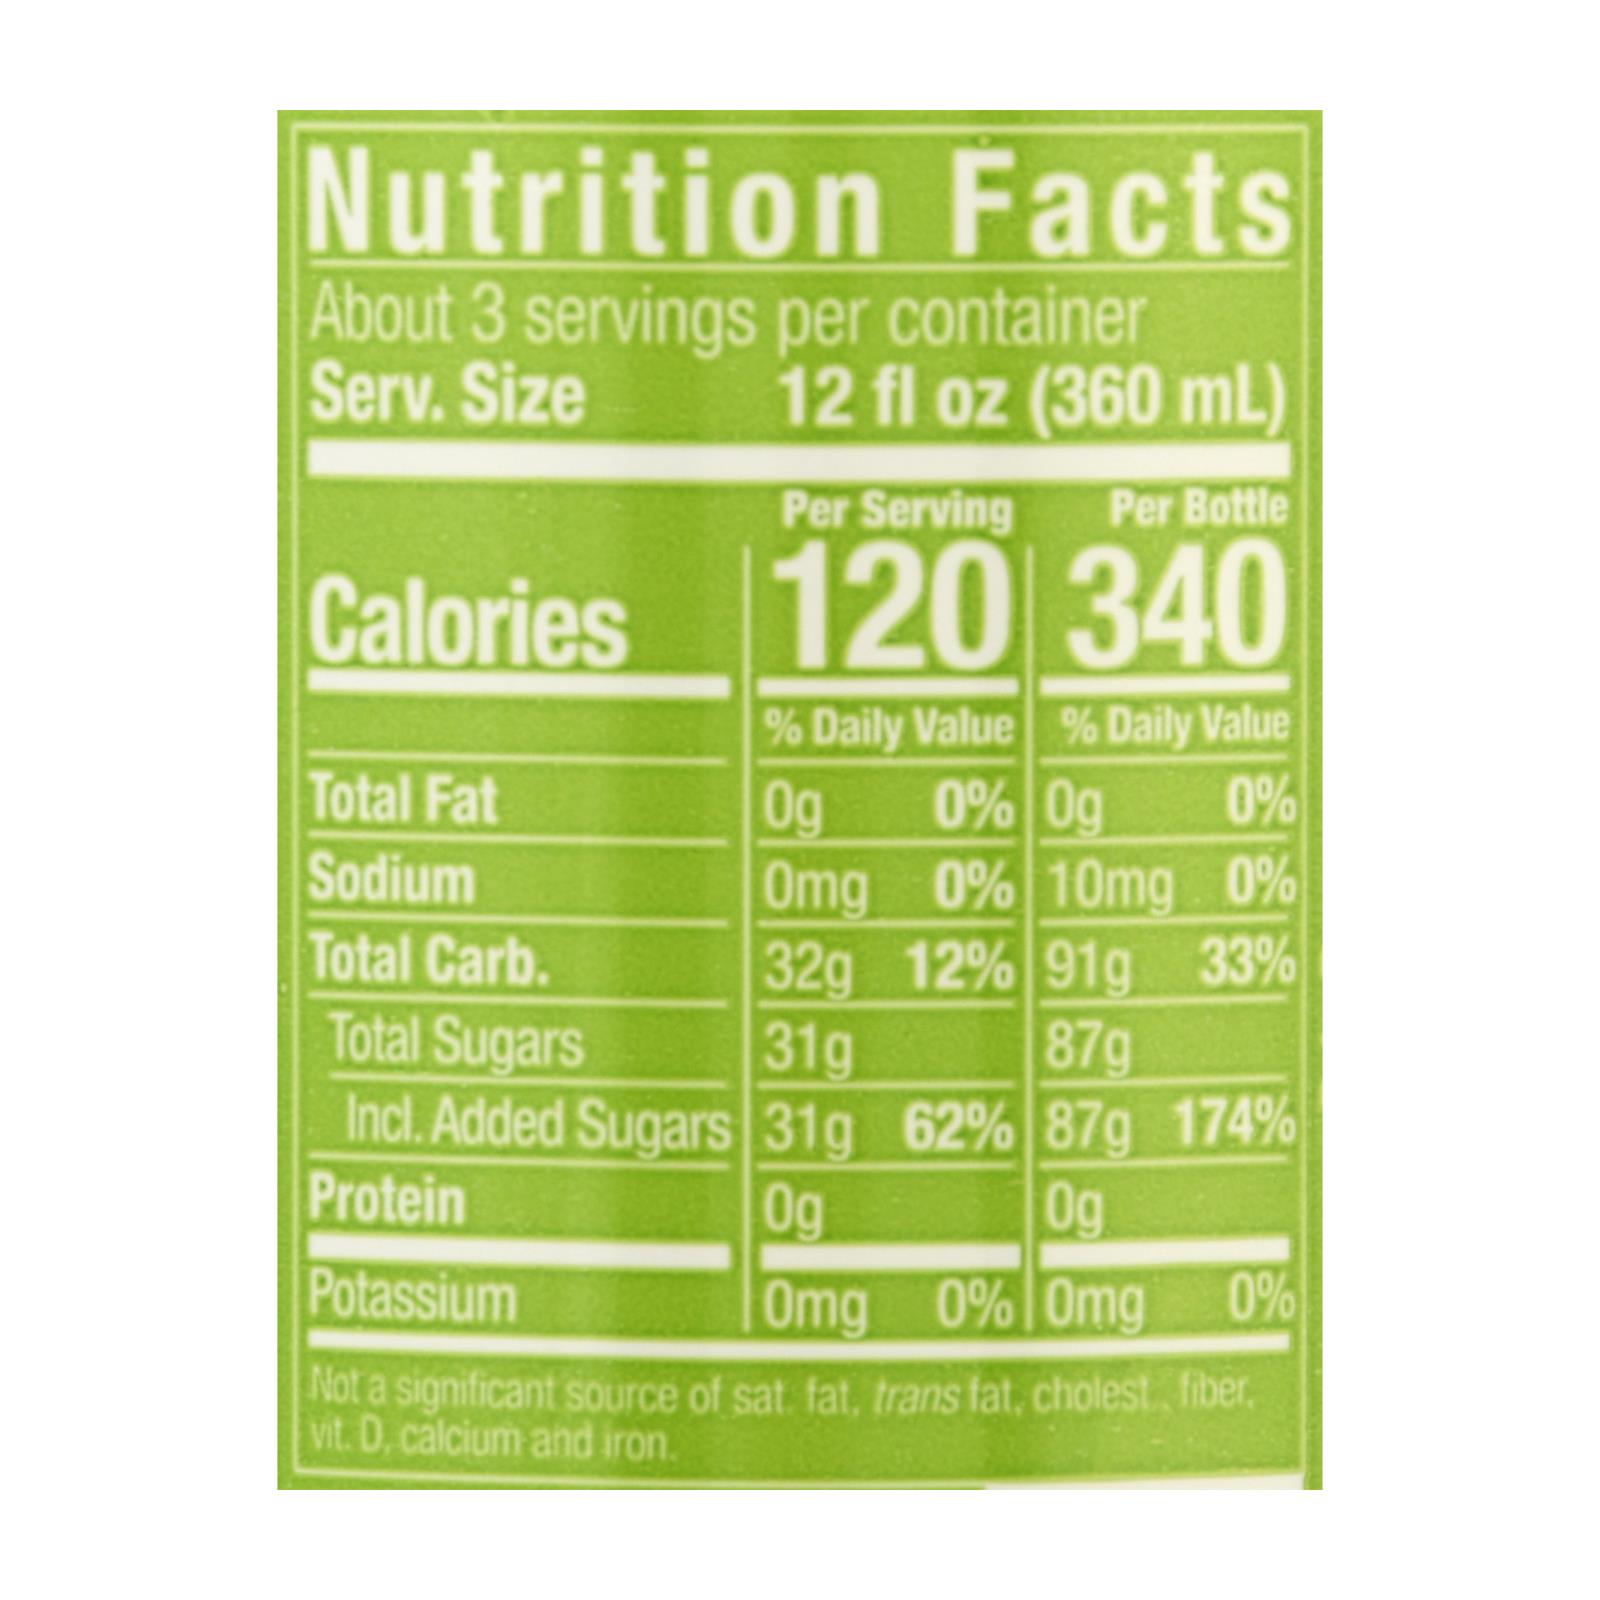 Nutrition Facts
About 3 servings per container
Serv. Size 12 fl oz (360 mL)
Per Serving Per Bottle
Calories 120 340
% Daily Value % Daily Value
Total Fat 0g 0% 0g 0%
Sodium 0mg 0% 10mg 0%
Total Carb. 32g 12% 91g 33%
Total Sugars 31g 87g
Incl. Added Sugars 31g 62% 87g 174%
Protein 0g 0g
Potassium 0mg 0% 0mg 0%
Not a significant source of sat. fat, trans fat, cholest., fiber,
vit. D, calcium and iron.